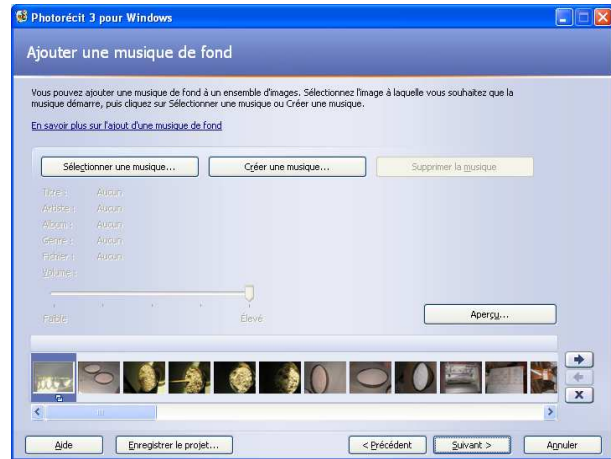 Photorécit 3 pour Windows
Ajouter une musique de fond
Vous pouvez ajouter une musique de fond à un ensemble d'images. Sélectionnez l'image à laquelle vous souhaitez que la
musique démarre, puis cliquez sur Sélectionner une musique ou Créer une musique.
En savoir plus sur l'ajout d'une musique de fond
Sélectionner une musique... Créer une musique... Supprimer la musique
Titre : Aucun
Artiste : Aucun
Album : Aucun
Genre : Aucun
Fichier : Aucun
Volume :
Faible Élevé
Aperçu...
Aide Enregistrer le projet... < Précédent Suivant > Annuler